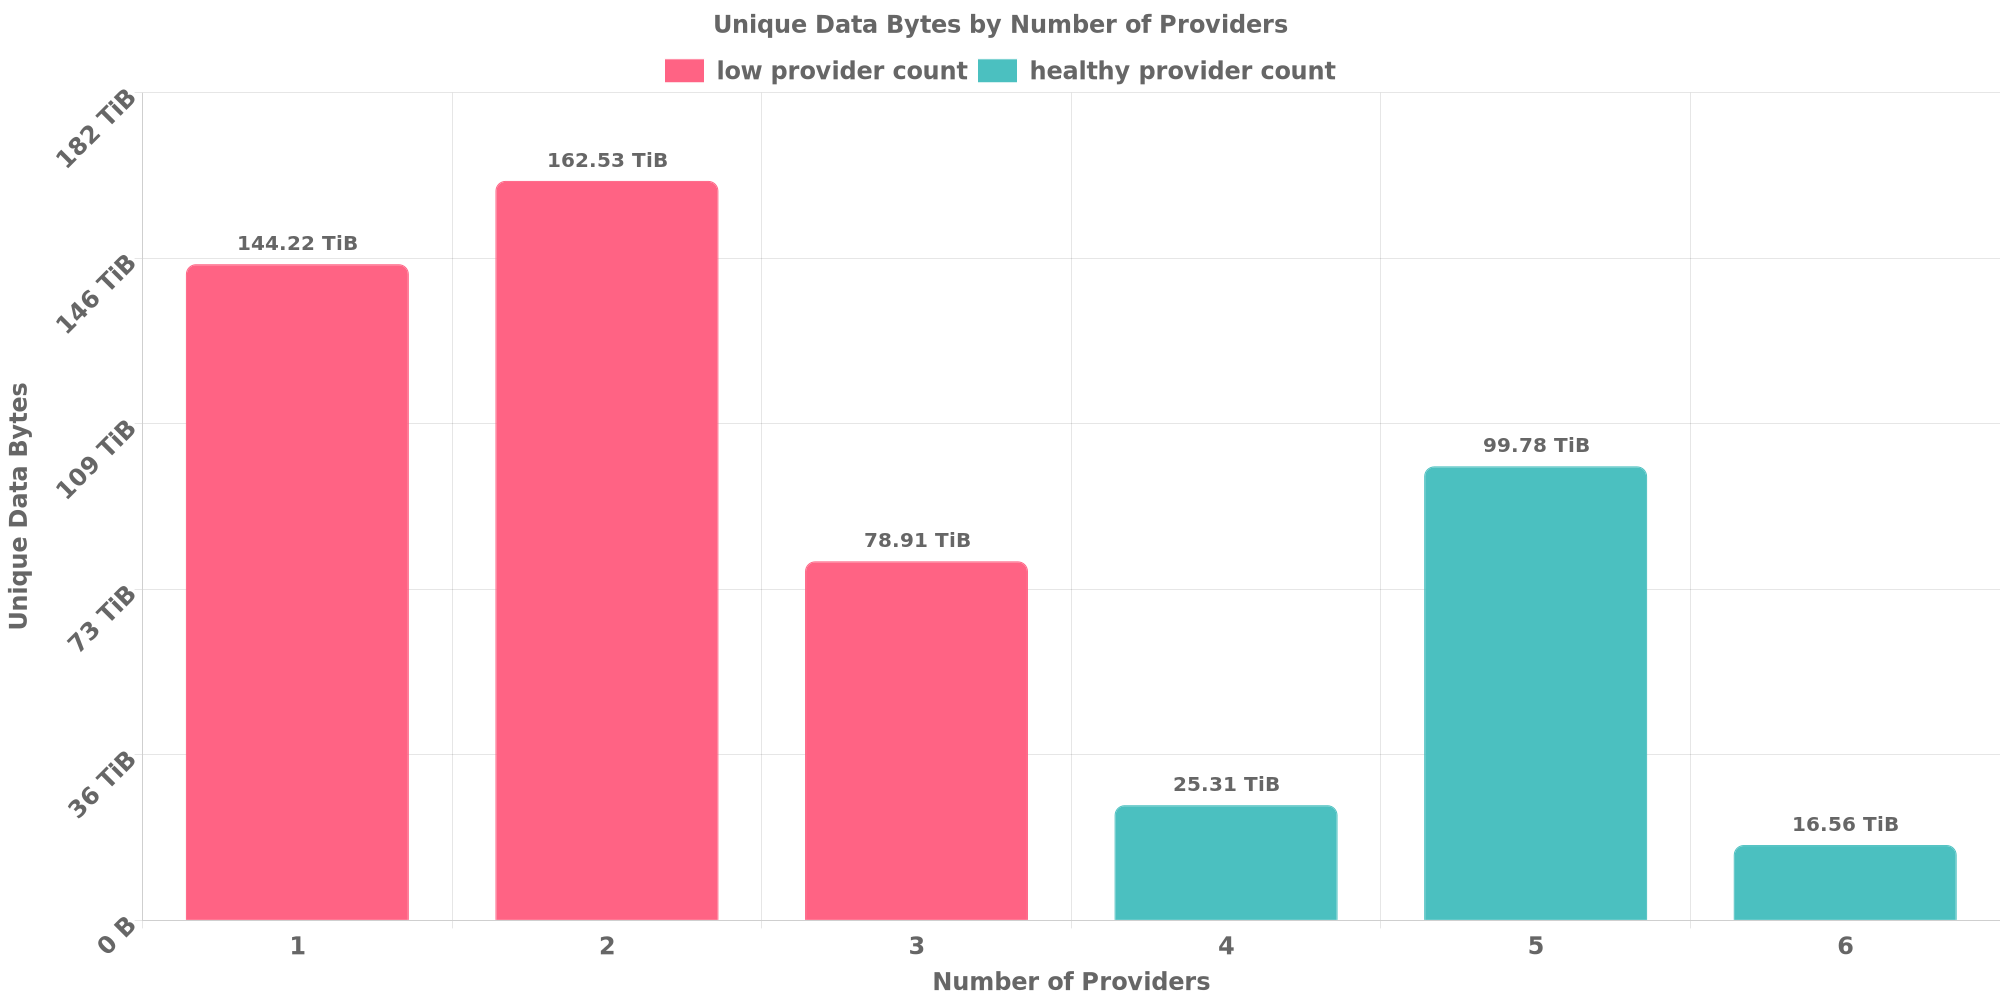 Unique Data Bytes by Number of Providers
low provider count healthy provider count
182 TiB
146 TiB
109 TiB
73 TiB
36 TiB
0 B
Unique Data Bytes
144.22 TiB
162.53 TiB
78.91 TiB
25.31 TiB
99.78 TiB
16.56 TiB
1 2 3 4 5 6
Number of Providers